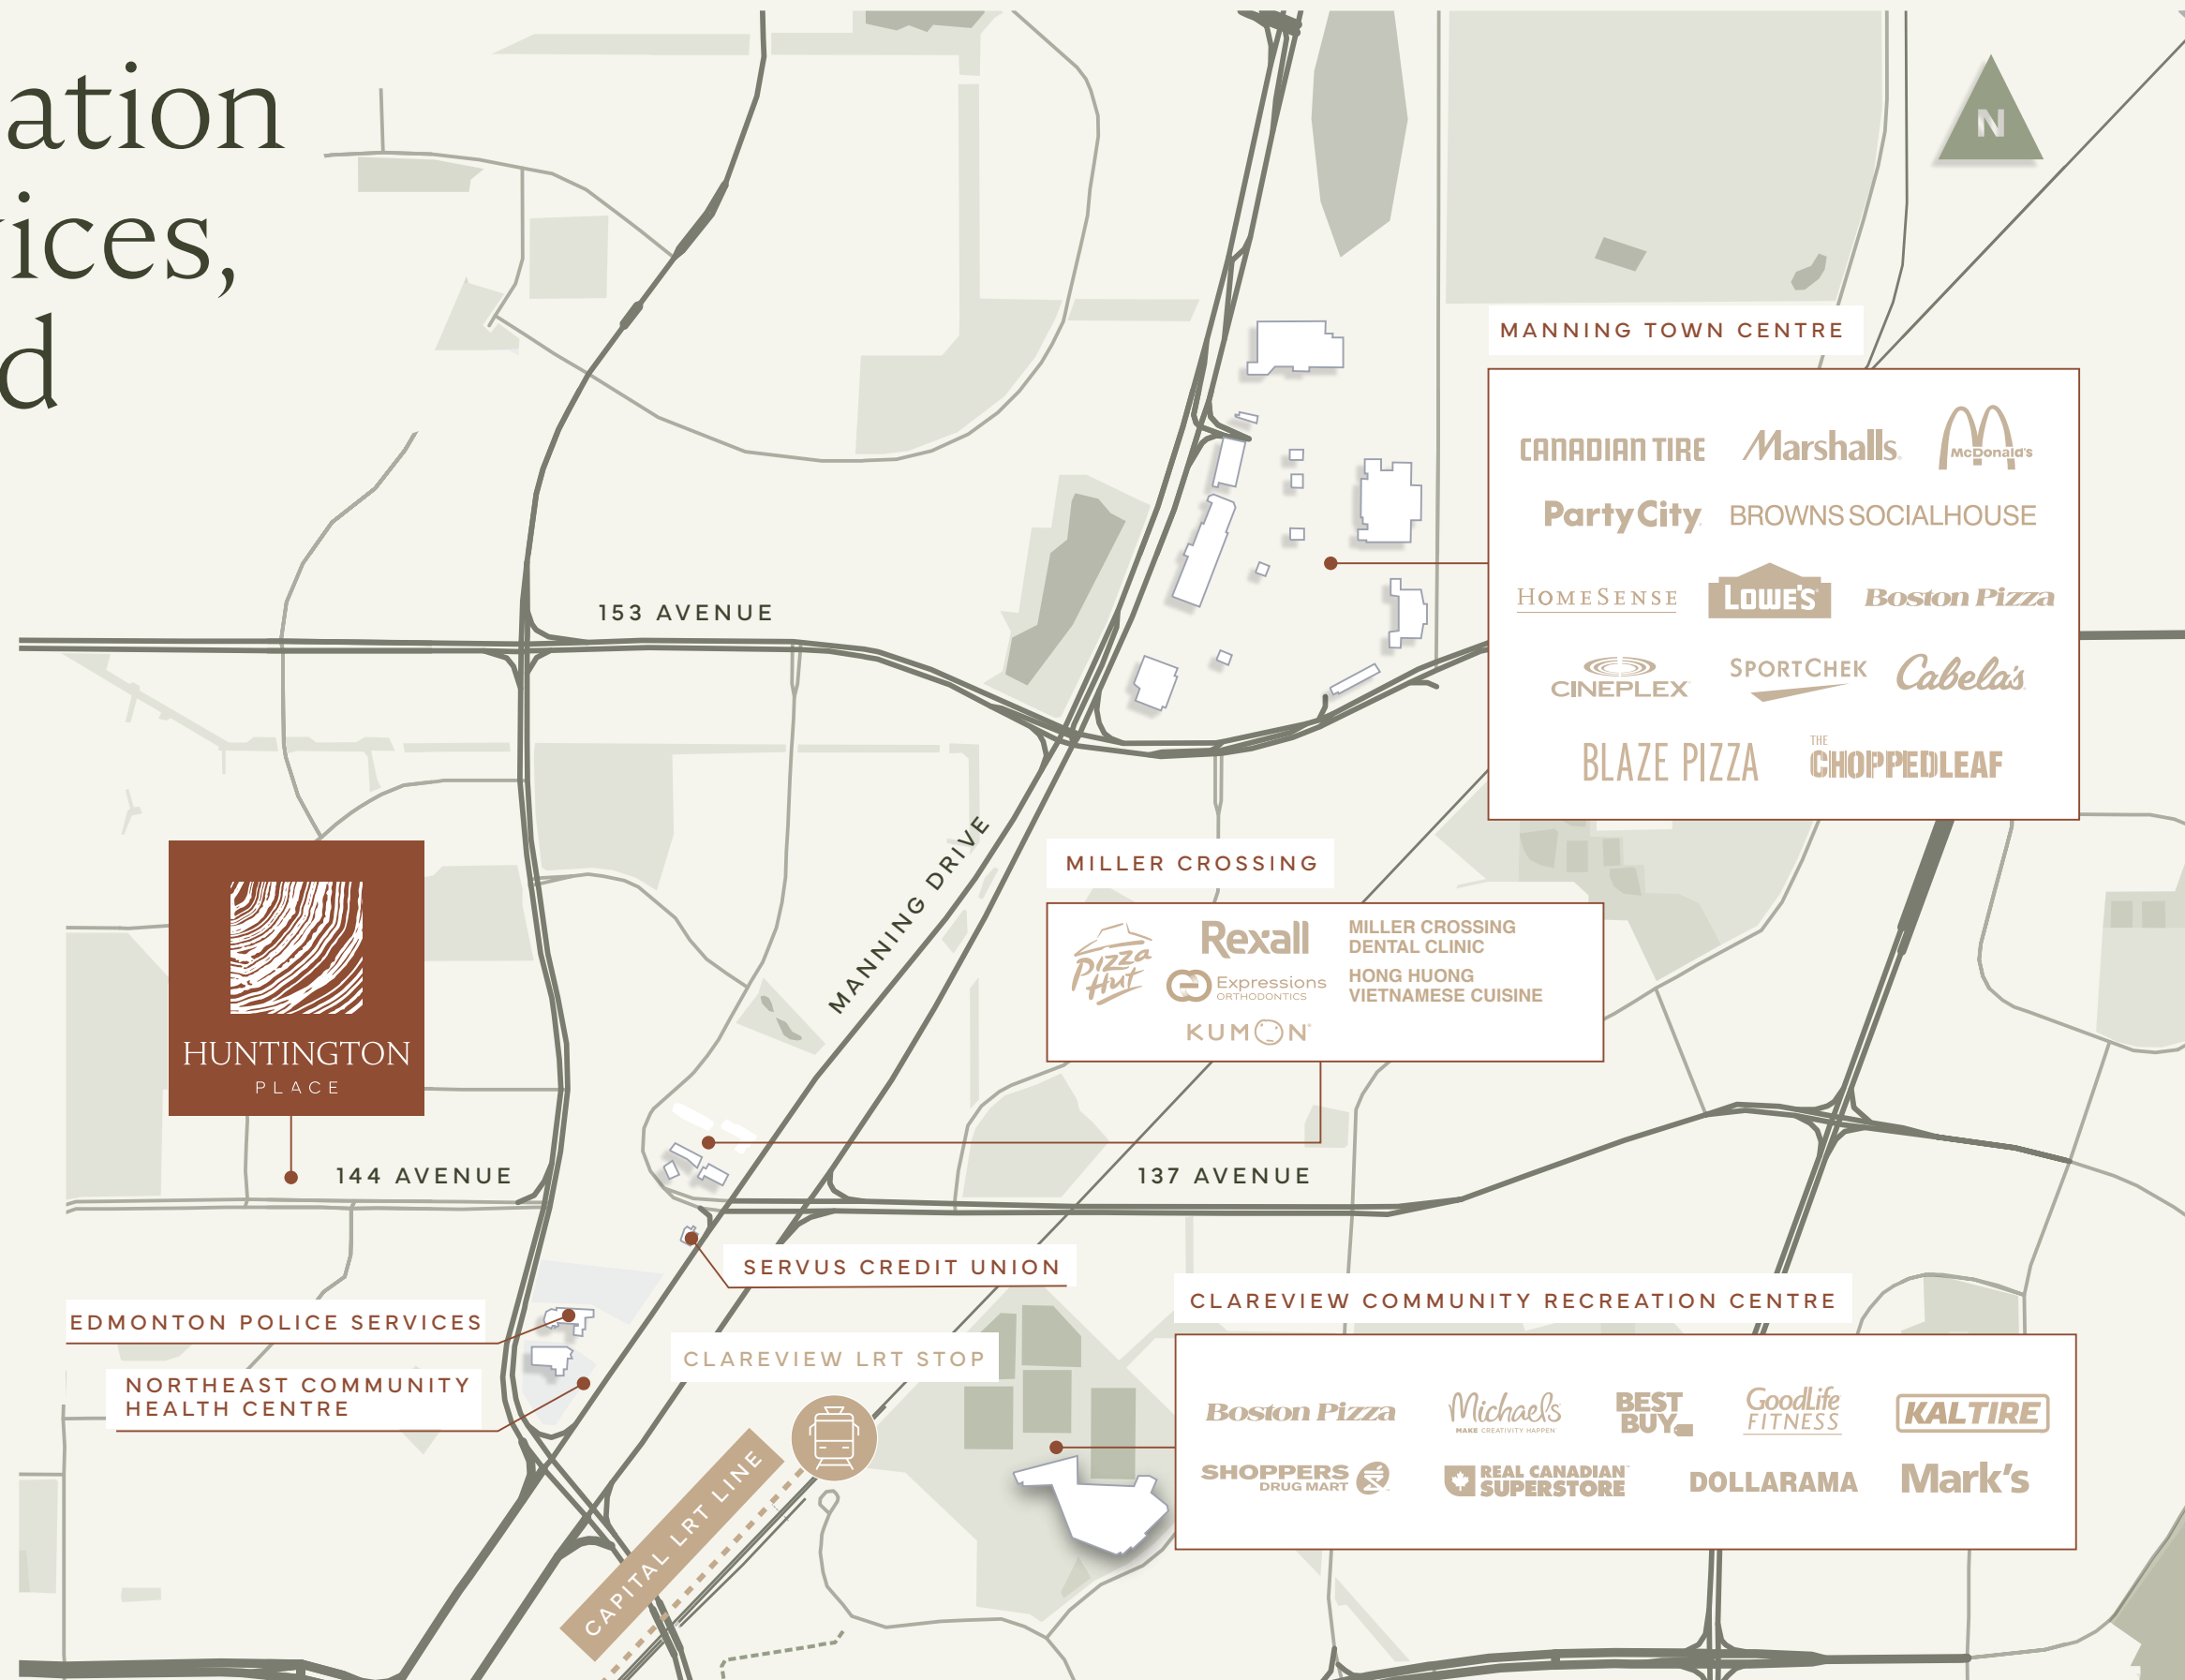 ation
ices,
d
N
MANNING TOWN CENTRE
CANADIAN TIRE
Marshalls
McDonald's
Party City
BROWNS SOCIALHOUSE
HOMESENSE
LOWE'S
Boston Pizza
CINEPLEX
SPORTCHEK
Cabela's
BLAZE PIZZA
THE
CHOPPEDLEAF
153 AVENUE
MANNING DRIVE
MILLER CROSSING
Pizza
Hut
Rexall
Expressions
ORTHODONTICS
KUMON
MILLER CROSSING
DENTAL CLINIC
HONG HUONG
VIETNAMESE CUISINE
HUNTINGTON
PLACE
144 AVENUE
137 AVENUE
SERVUS CREDIT UNION
EDMONTON POLICE SERVICES
NORTHEAST COMMUNITY
HEALTH CENTRE
CLAREVIEW LRT STOP
CAPITAL LRT LINE
CLAREVIEW COMMUNITY RECREATION CENTRE
Boston Pizza
Michaels
MAKE CREATIVITY HAPPEN
BEST
BUY
GoodLife
FITNESS
KALTIRE
SHOPPERS
DRUG MART
REAL CANADIAN
SUPERSTORE
DOLLARAMA
Mark's